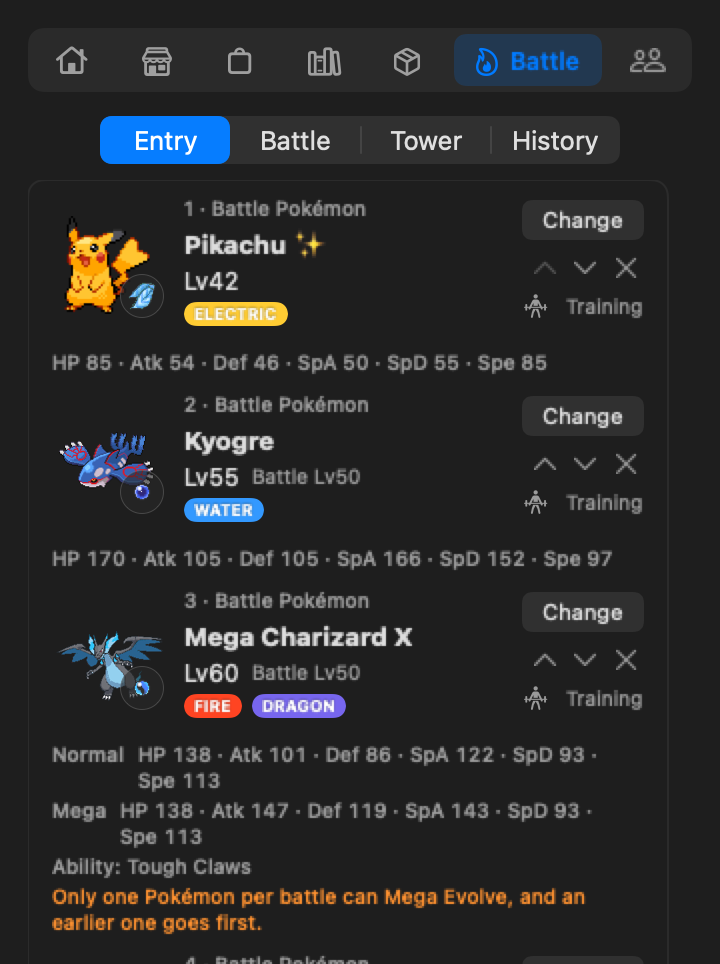 Battle
Entry
Battle
Tower
History
1 · Battle Pokémon
Change
Pikachu ✨
Lv42
Training
ELECTRIC
HP 85 · Atk 54 · Def 46 · SpA 50 · SpD 55 · Spe 85
2 · Battle Pokémon
Change
Kyogre
Lv55 Battle Lv50
Training
WATER
HP 170 · Atk 105 · Def 105 · SpA 166 · SpD 152 · Spe 97
3 · Battle Pokémon
Change
Mega Charizard X
Lv60 Battle Lv50
Training
FIRE DRAGON
Normal HP 138 · Atk 101 · Def 86 · SpA 122 · SpD 93 ·
Spe 113
Mega HP 138 · Atk 147 · Def 119 · SpA 143 · SpD 93 ·
Spe 113
Ability: Tough Claws
Only one Pokémon per battle can Mega Evolve, and an
earlier one goes first.
4 · Battle Pokémon